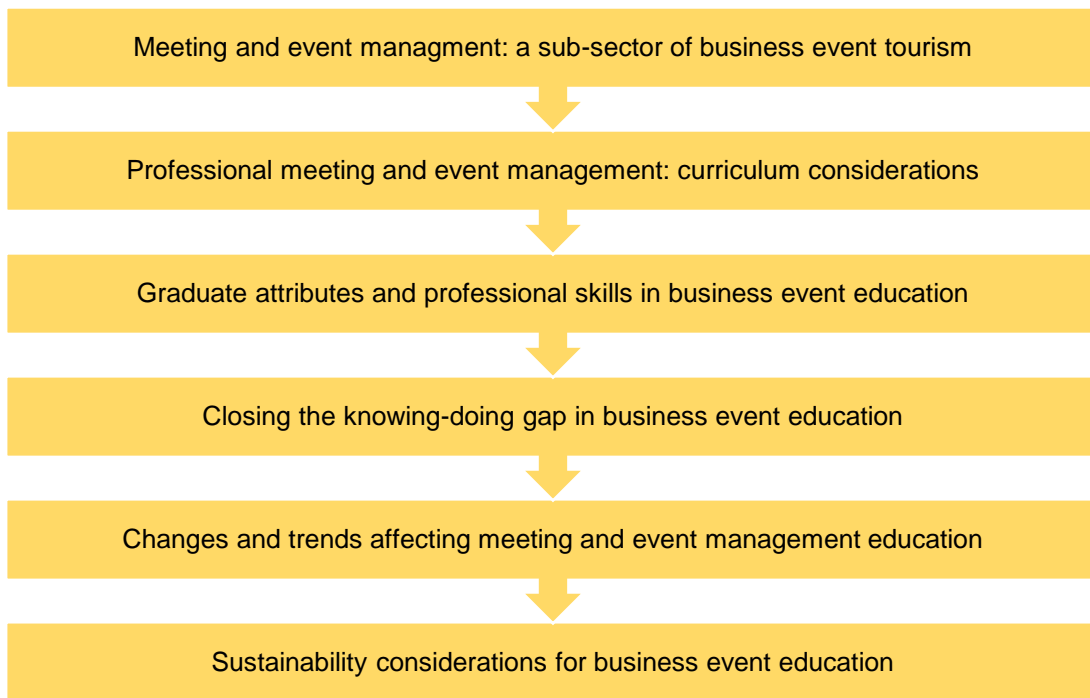 Meeting and event managment: a sub-sector of business event tourism
Professional meeting and event management: curriculum considerations
Graduate attributes and professional skills in business event education
Closing the knowing-doing gap in business event education
Changes and trends affecting meeting and event management education
Sustainability considerations for business event education